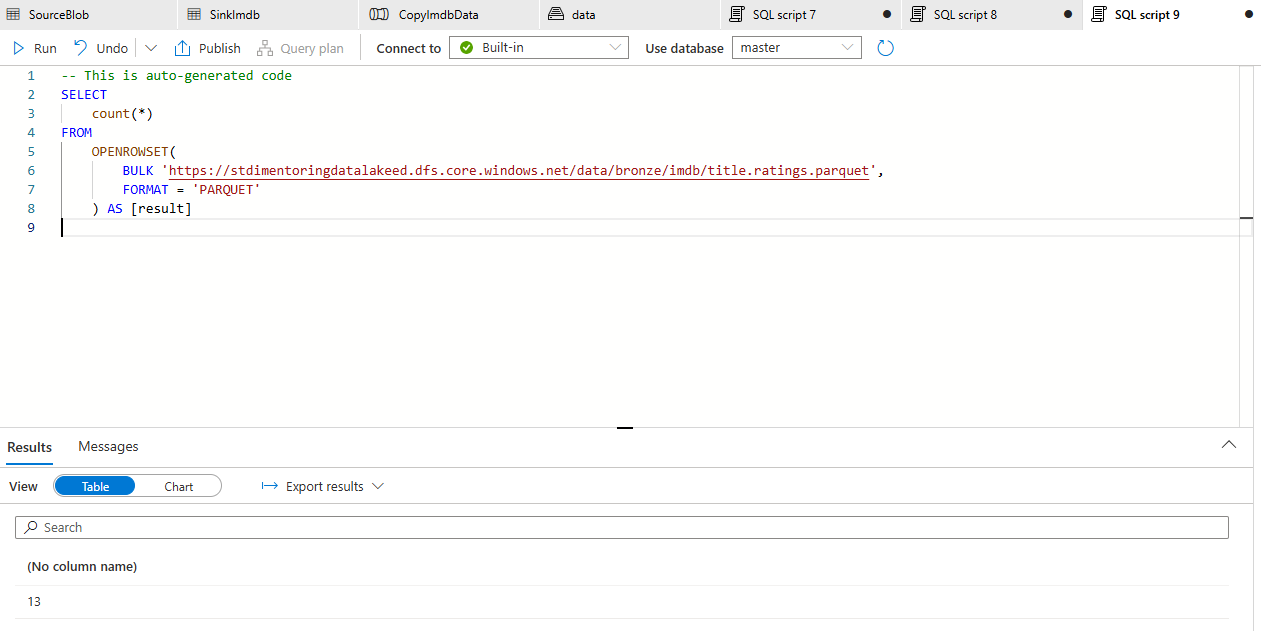 SourceBlob SinkImdb CopyImdbData data SQL script 7 SQL script 8 SQL script 9
Run Undo Publish Query plan Connect to Built-in Use database master
1 -- This is auto-generated code
2 SELECT
3 count(*)
4 FROM
5 OPENROWSET(
6 BULK 'https://stdimentoringdatalakeed.dfs.core.windows.net/data/bronze/imdb/title.ratings.parquet',
7 FORMAT = 'PARQUET'
8 ) AS [result]
9
Results Messages
View Table Chart Export results
Search
(No column name)
13